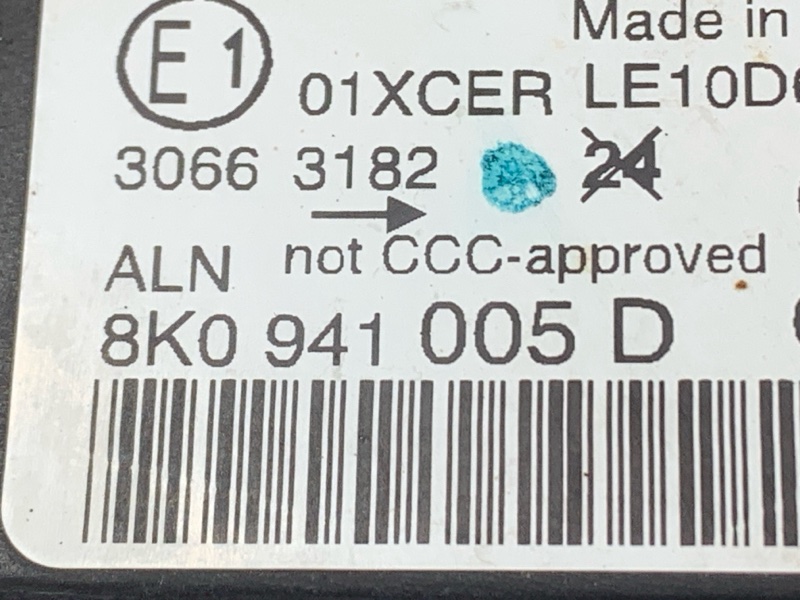 Made in
E1
01XCER LE10D
3066 3182 24
ALN not CCC-approved
8K0 941 005 D